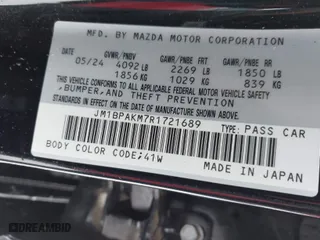 MFD. BY MAZDA MOTOR CORPORATION
GVWR/PNBV GAWR/PNBE FRT GAWR/PNBE RR
05/24 4092 LB 2269 LB 1850 LB
1856 KG 1029 KG 839 KG
THIS VEHICLE CONFORMS TO ALL APPLICABLE FEDERAL MOTOR VEHICLE SAFETY
,BUMPER,AND THEFT PREVENTION STANDARDS IN EFFECT ON THE DATE OF MANUFACTURE SHOWN ABOVE.
JM1BPAKM7R1721689 TYPE: PASS CAR
BODY COLOR CODE:41W MADE IN JAPAN
© DREAMBID